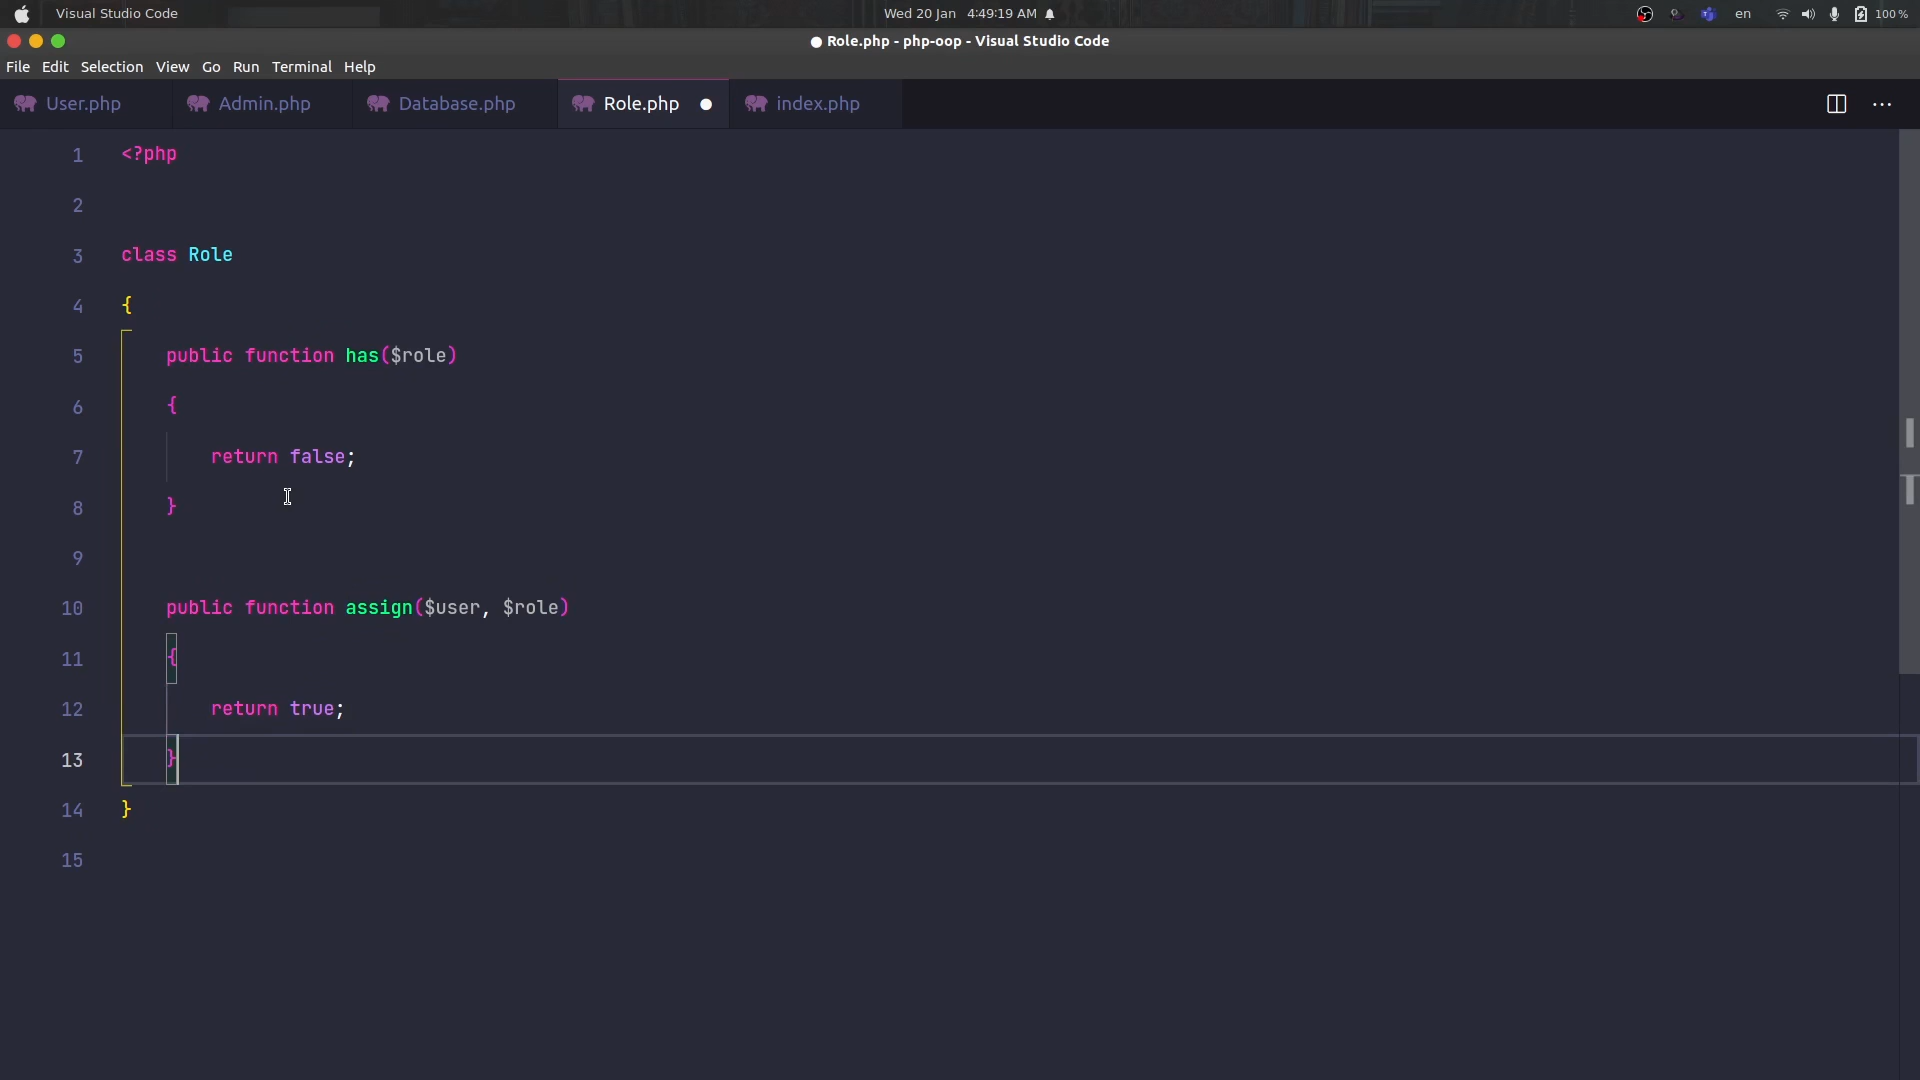 Visual Studio Code Wed 20 Jan 4:49:19 AM en 100 %
● Role.php - php-oop - Visual Studio Code
File Edit Selection View Go Run Terminal Help
User.php Admin.php Database.php Role.php ● index.php ···
1 <?php
2
3 class Role
4 {
5 public function has($role)
6 {
7 return false;
8 }
9
10 public function assign($user, $role)
11 {
12 return true;
13 }
14 }
15